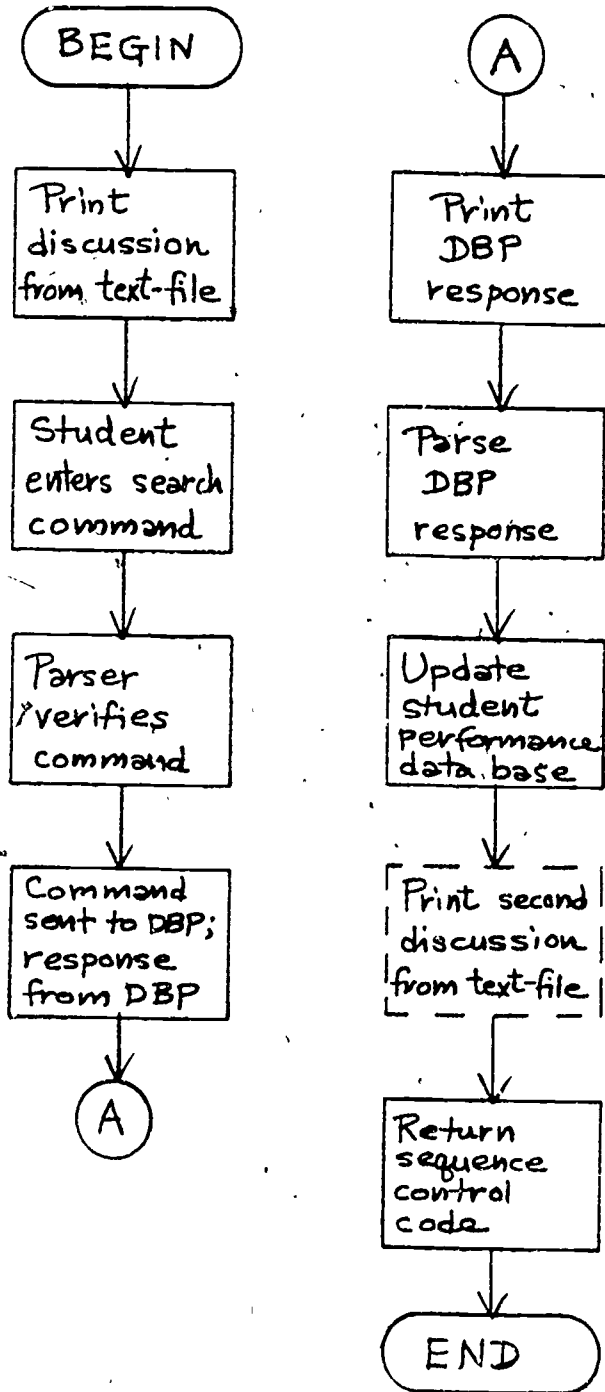 BEGIN
Print
discussion
from text-file
Student
enters search
command
Parser
verifies
command
Command
sent to DBP;
response
from DBP
A
A
Print
DBP
response
Parse
DBP
response
Update
student
performance
data base
Print second
discussion
from text-file
Return
sequence
control
code
END